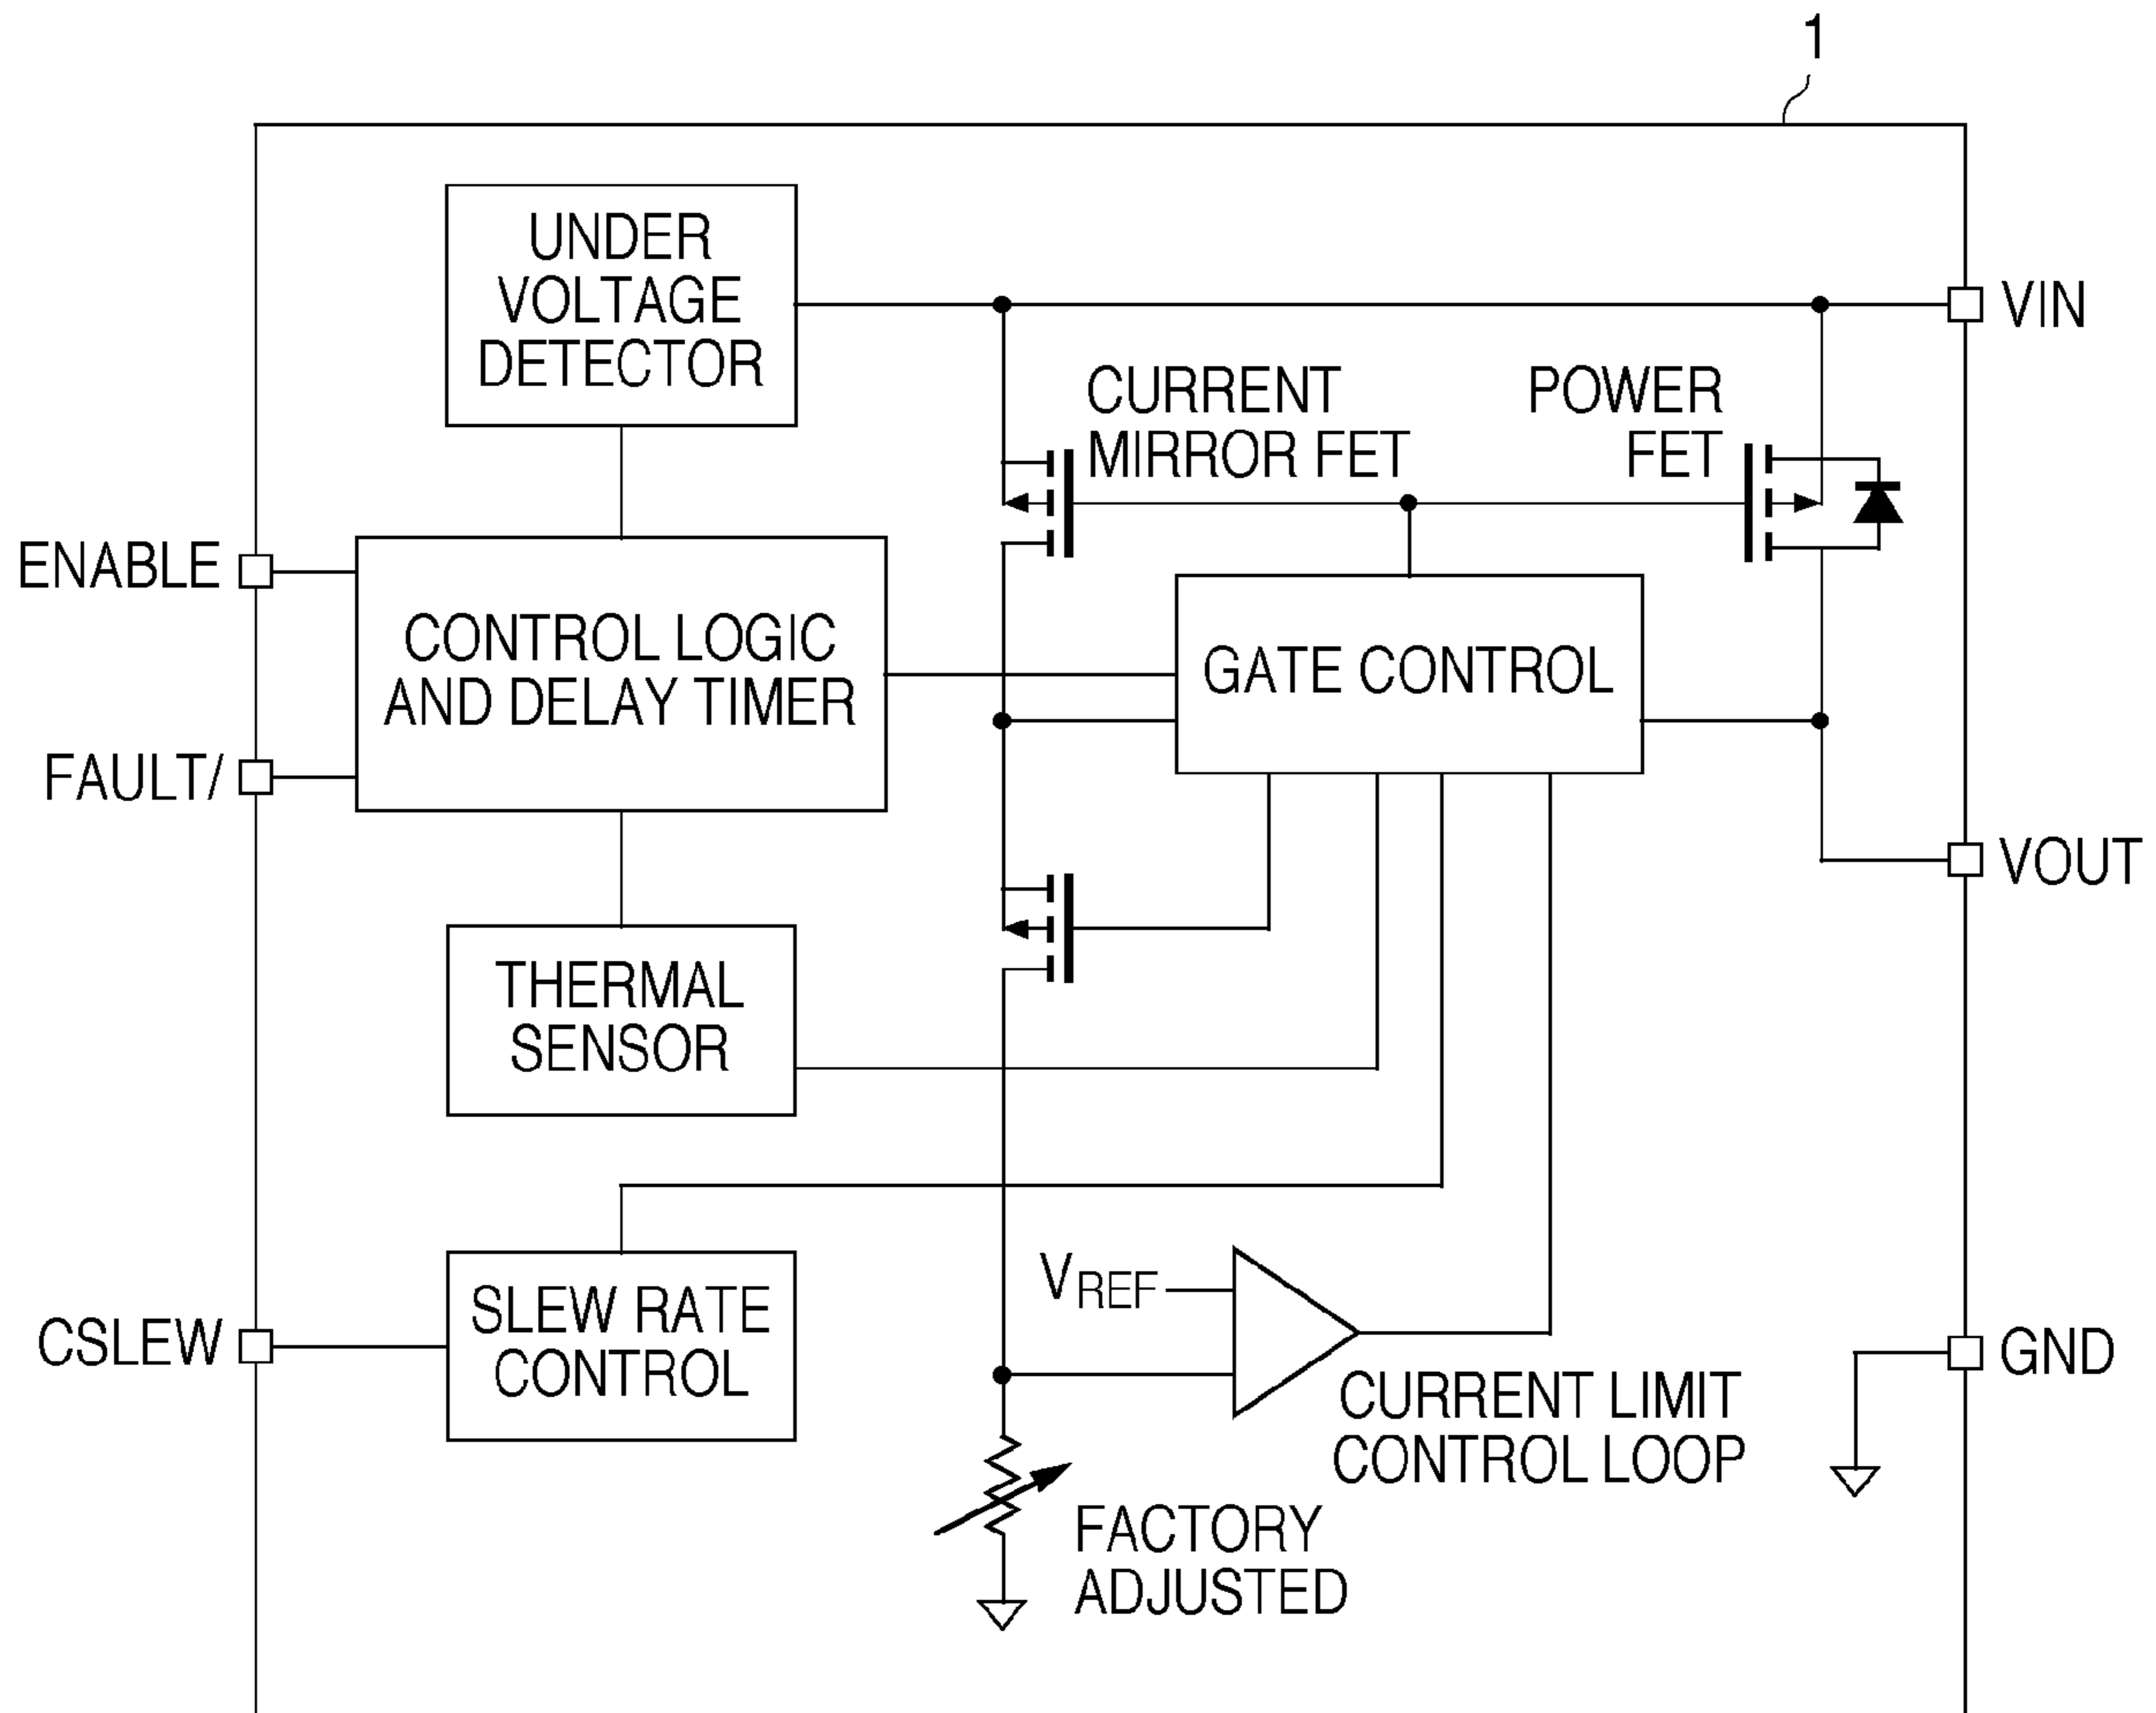 1
UNDER
VOLTAGE
DETECTOR
VIN
CURRENT
MIRROR FET
POWER
FET
ENABLE
CONTROL LOGIC
AND DELAY TIMER
GATE CONTROL
FAULT/
VOUT
THERMAL
SENSOR
VREF
SLEW RATE
CONTROL
CSLEW
GND
CURRENT LIMIT
CONTROL LOOP
FACTORY
ADJUSTED